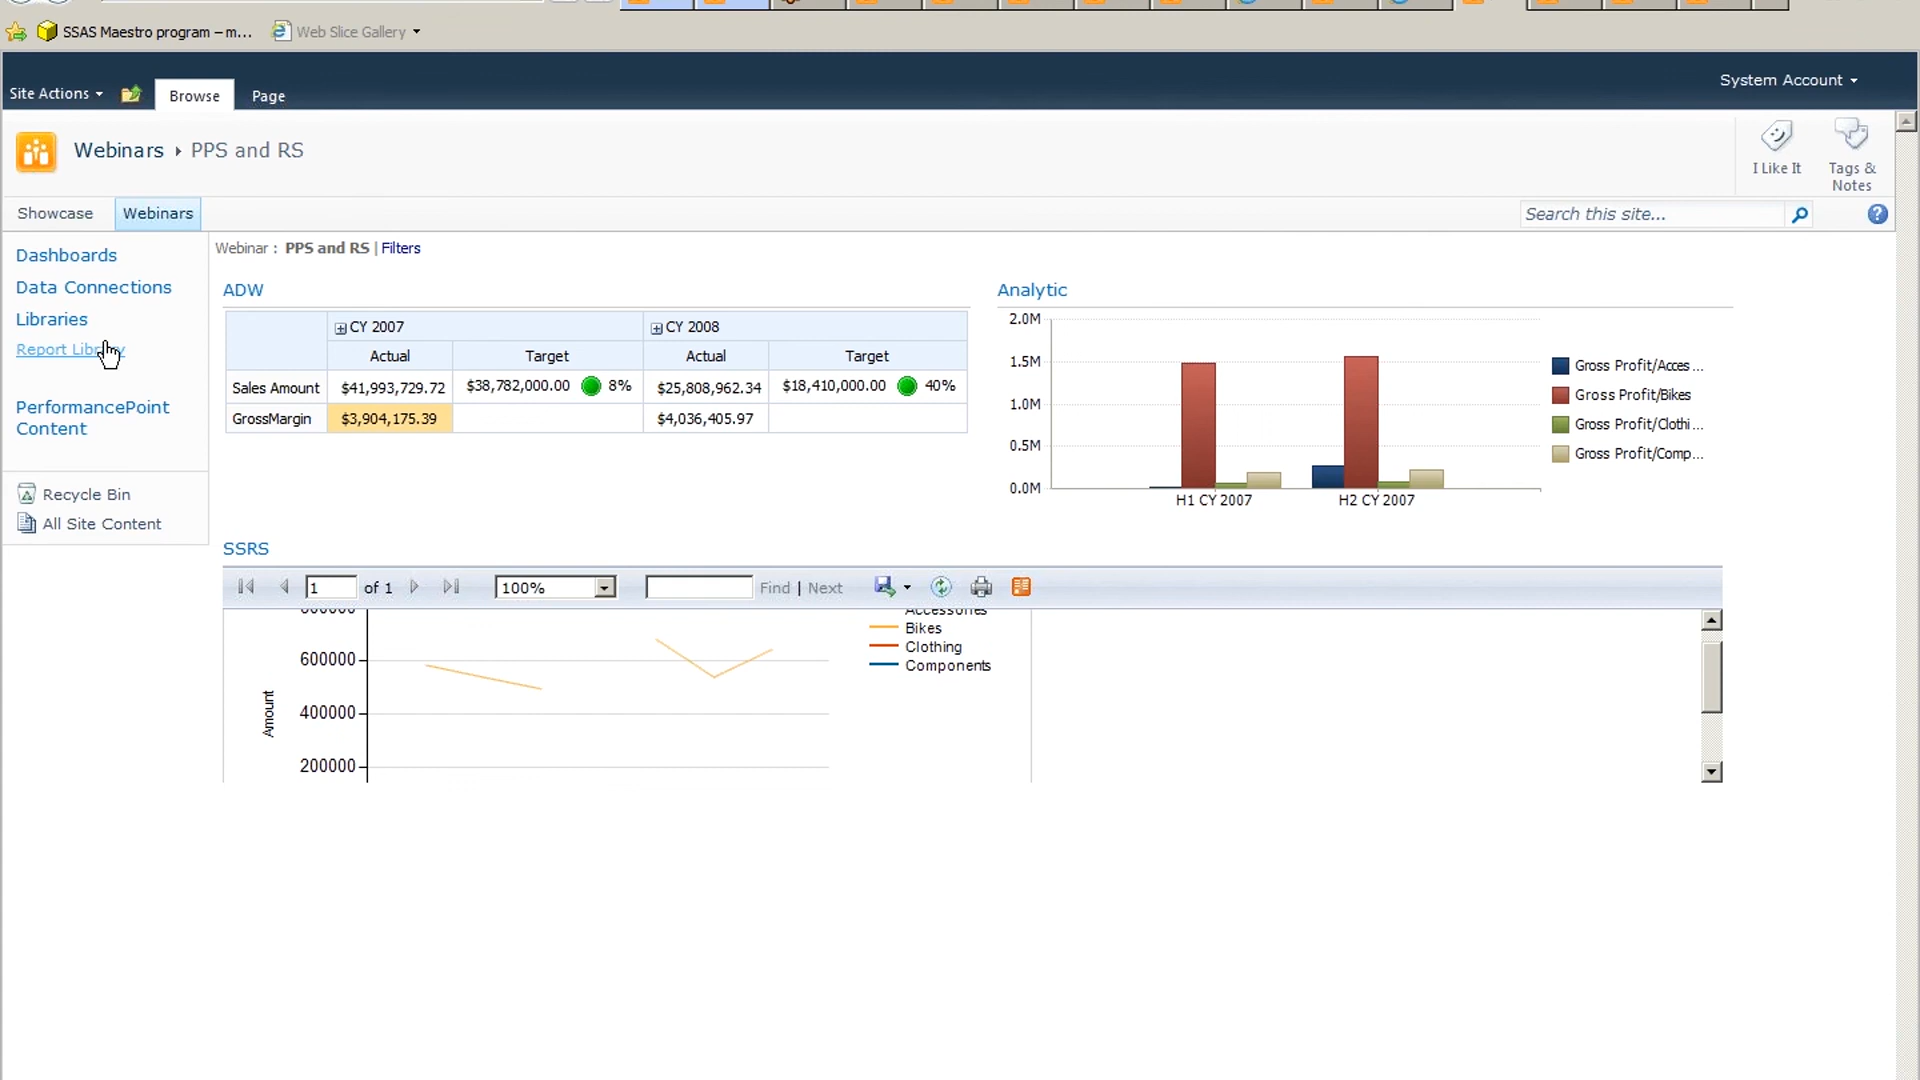 SSAS Maestro program – m... Web Slice Gallery
Site Actions Browse Page System Account
Webinars PPS and RS
I Like It Tags & Notes
Showcase Webinars Search this site...
Dashboards
Data Connections
Libraries
Report
PerformancePoint
Content
Recycle Bin
All Site Content
Webinar : PPS and RS | Filters
ADW
CY 2007 CY 2008
Actual Target Actual Target
Sales Amount $41,993,729.72 $38,782,000.00 8% $25,808,962.34 $18,410,000.00 40%
GrossMargin $3,904,175.39 $4,036,405.97
Analytic
2.0M
1.5M
1.0M
0.5M
0.0M
H1 CY 2007 H2 CY 2007
Gross Profit/Acces ...
Gross Profit/Bikes
Gross Profit/Clothi ...
Gross Profit/Comp...
SSRS
1 of 1 100% Find | Next
800000
600000
400000
200000
Amount
Accessories
Bikes
Clothing
Components